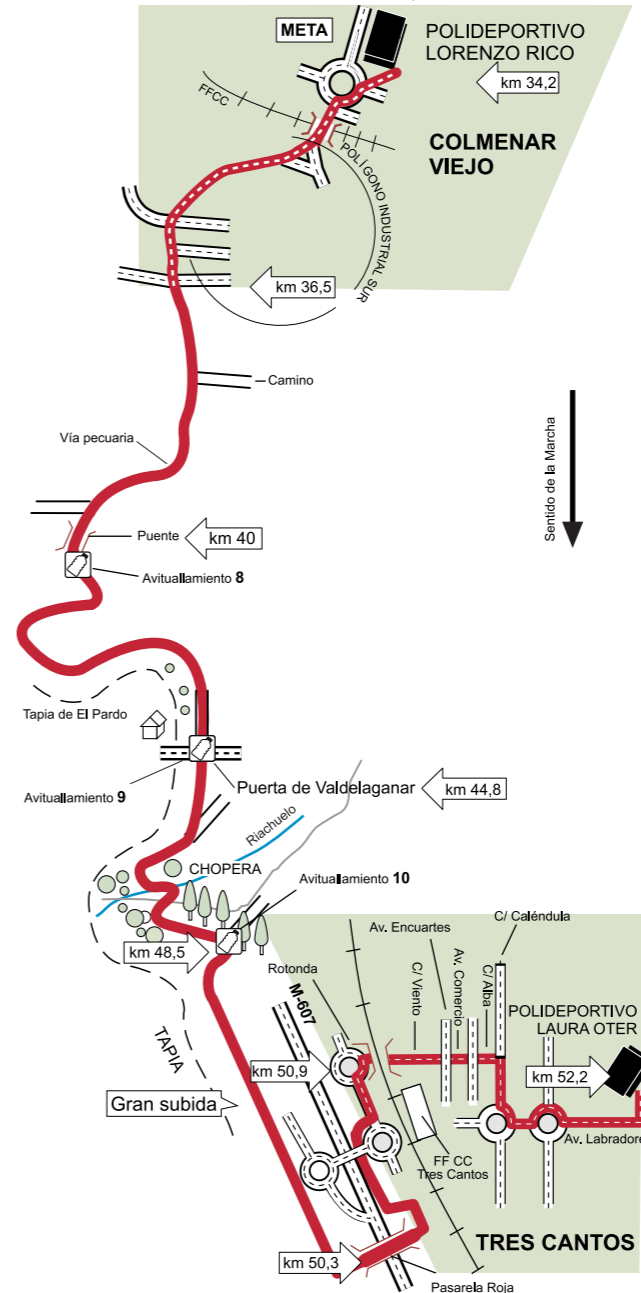 META
POLIDEPORTIVO
LORENZO RICO
km 34,2
FFCC
COLMENAR
VIEJO
POLÍGONO INDUSTRIAL SUR
km 36,5
Camino
Vía pecuaria
Sentido de la Marcha
Puente
km 40
Avituallamiento 8
Tapia de El Pardo
Avituallamiento 9
Puerta de Valdelaganar
km 44,8
Riachuelo
CHOPERA
Avituallamiento 10
km 48,5
C/ Caléndula
Av. Encuartes
Rotonda
M-607
C/ Viento
Av. Comercio
C/ Alba
POLIDEPORTIVO
LAURA OTER
TAPIA
km 50,9
km 52,2
Gran subida
Av. Labradore
FF CC
Tres Cantos
TRES CANTOS
km 50,3
Pasarela Roja